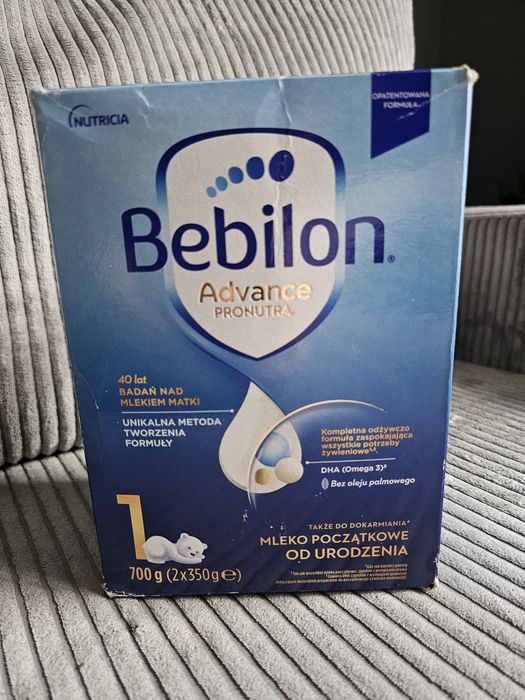 NUTRICIA
OPATENTOWANA
FORMUŁA
Bebilon®
Advance
PRONUTRA
40 lat
BADAŃ NAD
MLEKIEM MATKI
UNIKALNA METODA
TWORZENIA
FORMUŁY
Kompletna odżywczo
formuła zaspokajająca
wszystkie potrzeby
żywieniowe
DHA (Omega 3)²
Bez oleju palmowego
1
TAKŻE DO DOKARMIANIA*
MLEKO POCZĄTKOWE
OD URODZENIA
700 g (2x350g℮)